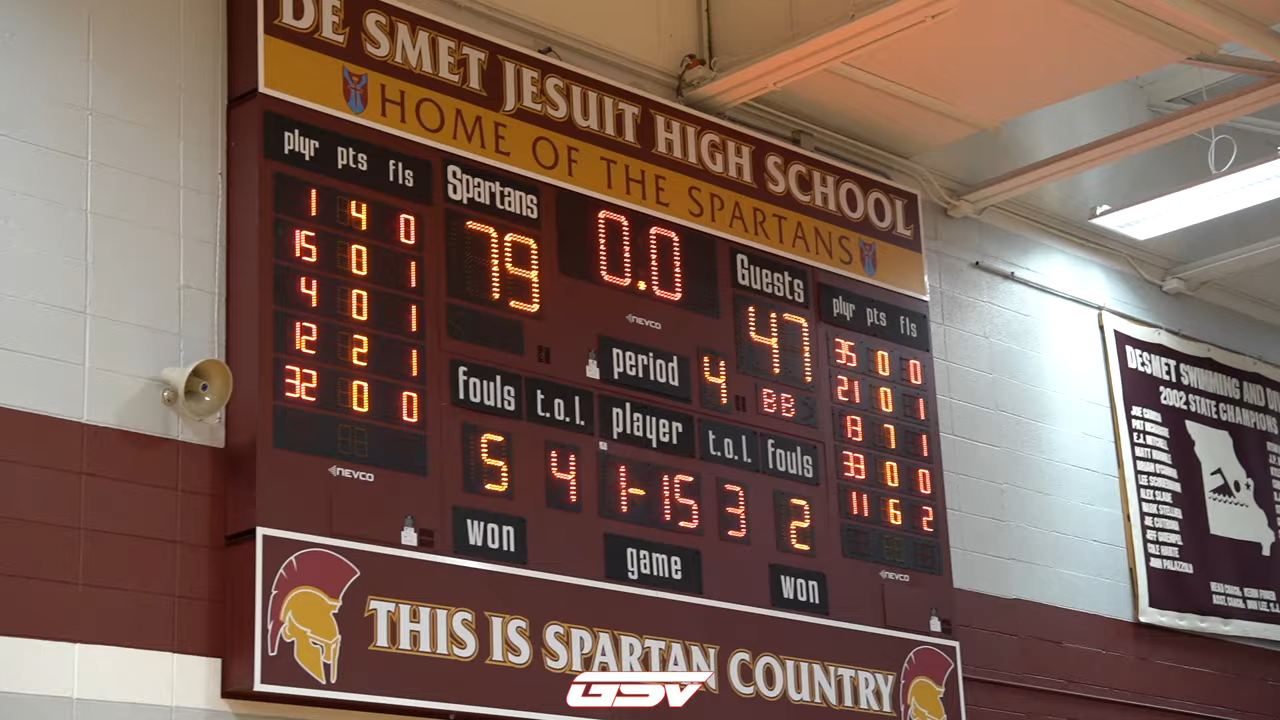 DE SMET JESUIT HIGH SCHOOL
HOME OF THE SPARTANS
plyr pts fls
1 4 0
15 0 1
4 0 1
12 2 1
32 0 0
NEVCO
Spartans
79
0.0
NEVCO
Guests
47
period
4
BB
fouls
t.o.l.
player
t.o.l.
fouls
5
4
1-15
3
2
won
game
won
plyr pts fls
35 0 0
21 0 1
13 7 1
33 0 0
11 6 2
NEVCO
THIS IS SPARTAN COUNTRY
GSV
DESMET SWIMMING AND
2002 STATE CHAMPIONS